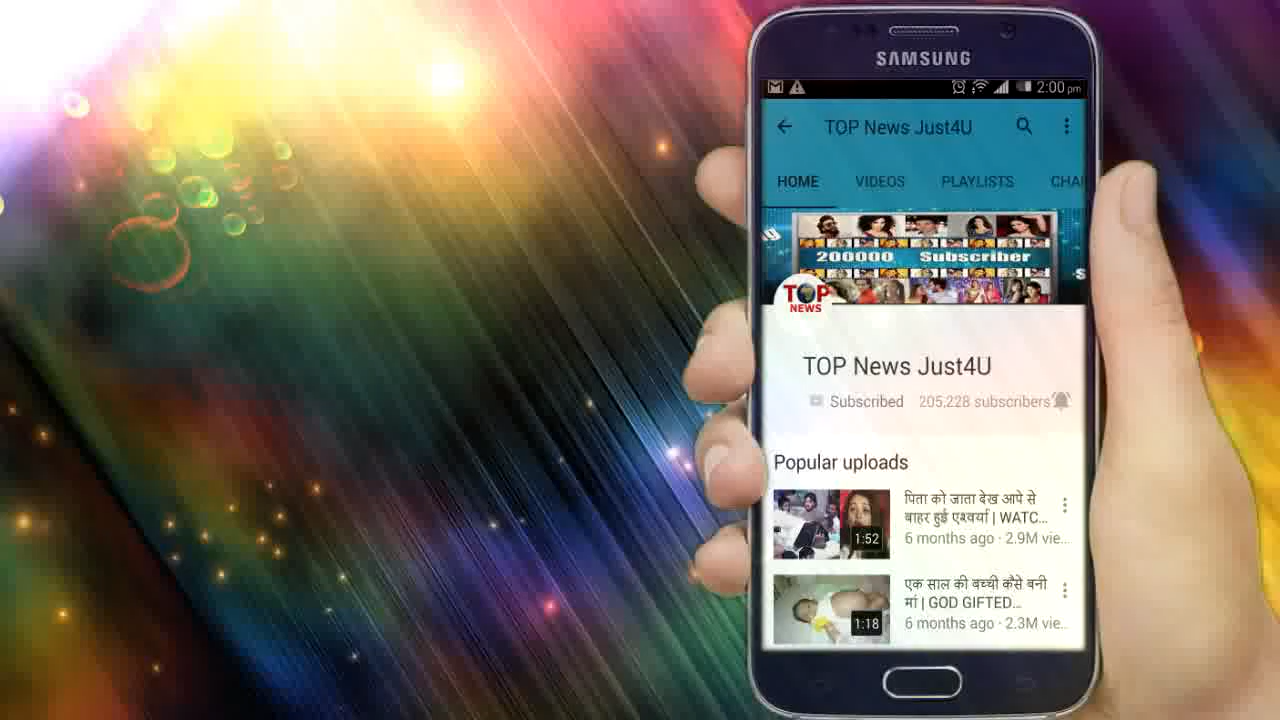 SAMSUNG
2:00 pm
TOP News Just4U
HOME VIDEOS PLAYLISTS CHA
200000 Subscriber
TOP
NEWS
TOP News Just4U
Subscribed 205,228 subscribers
Popular uploads
पिता को जाता देख आपे से
बाहर हुई एश्वर्या | WATC...
6 months ago · 2.9M vie...
1:52
एक साल की बच्ची कैसे बनी
मां | GOD GIFTED...
6 months ago · 2.3M vie...
1:18